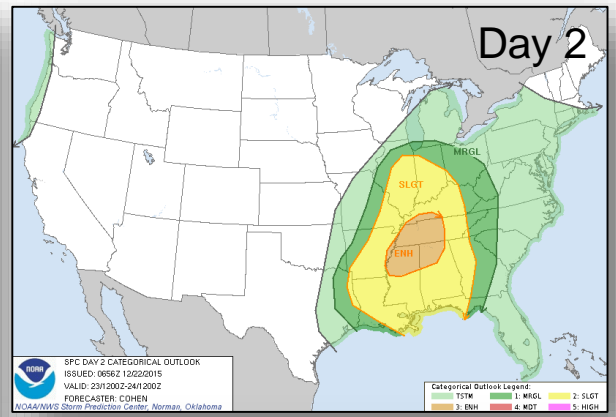 Day 2
MRGL
SLGT
ENH
NOAA
SPC DAY 2 CATEGORICAL OUTLOOK
ISSUED: 0656Z 12/22/2015
VALID: 23/1200Z-24/1200Z
FORECASTER: COHEN
NOAA/NWS Storm Prediction Center, Norman, Oklahoma
Categorical Outlook Legend:
TSTM 1: MRGL 2: SLGT
3: ENH 4: MDT 5: HIGH